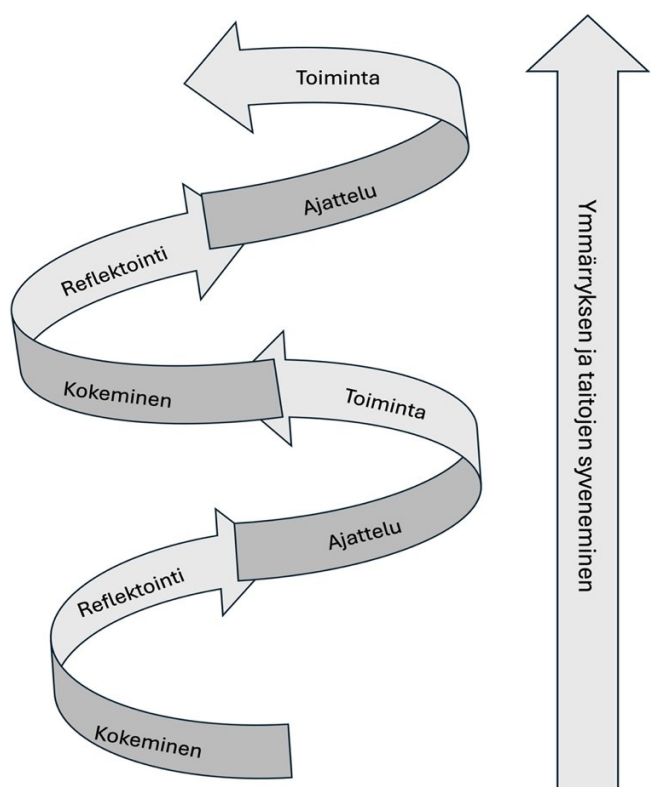 Toiminta
Ajattelu
Reflektointi
Kokeminen
Toiminta
Ajattelu
Reflektointi
Kokeminen
Ymmärryksen ja taitojen syveneminen